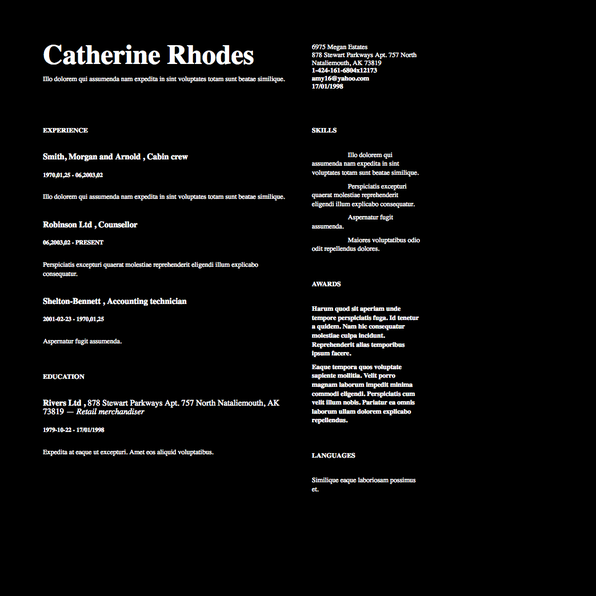 Catherine Rhodes
Illo dolorem qui assumenda nam expedita in sint voluptates totam sunt beatae similique.
6975 Megan Estates
878 Stewart Parkways Apt. 757 North
Nataliemouth, AK 73819
1-424-161-6804x12173
amy16@yahoo.com
17/01/1998
EXPERIENCE
Smith, Morgan and Arnold , Cabin crew
1970,01,25 - 06,2003,02
Illo dolorem qui assumenda nam expedita in sint voluptates totam sunt beatae similique.
Robinson Ltd , Counsellor
06,2003,02 - PRESENT
Perspiciatis excepturi quaerat molestiae reprehenderit eligendi illum explicabo
consequatur.
Shelton-Bennett , Accounting technician
2001-02-23 - 1970,01,25
Aspernatur fugit assumenda.
EDUCATION
Rivers Ltd , 878 Stewart Parkways Apt. 757 North Nataliemouth, AK
73819 — Retail merchandiser
1979-10-22 - 17/01/1998
Expedita at eaque ut excepturi. Amet eos aliquid voluptatibus.
SKILLS
Illo dolorem qui
assumenda nam expedita in sint
voluptates totam sunt beatae similique.
Perspiciatis excepturi
quaerat molestiae reprehenderit
eligendi illum explicabo consequatur.
Aspernatur fugit
assumenda.
Maiores voluptatibus odio
odit repellendus dolores.
AWARDS
Harum quod sit aperiam unde
tempore perspiciatis fuga. Id tenetur
a quidem. Nam hic consequatur
molestiae culpa incidunt.
Reprehenderit alias temporibus
ipsum facere.
Eaque tempora quos voluptate
sapiente mollitia. Velit porro
magnam laborum impedit minima
commodi eligendi. Perspiciatis cum
velit illum nobis. Pariatur ea omnis
laborum ullam dolorem explicabo
repellendus.
LANGUAGES
Similique eaque laboriosam possimus
et.